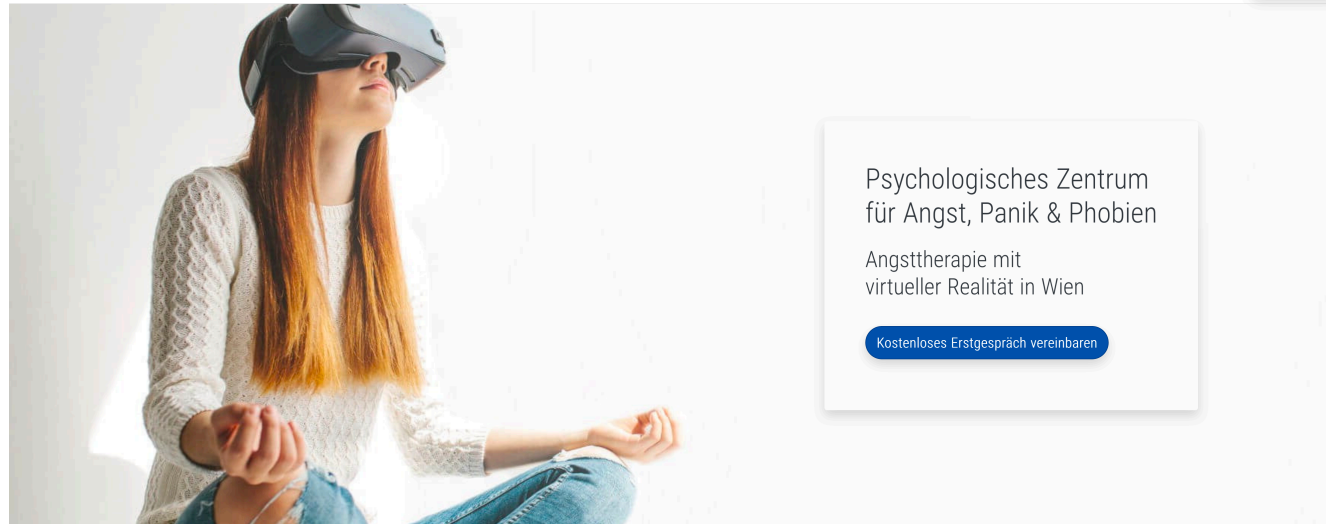 Psychologisches Zentrum
für Angst, Panik & Phobien
Angsttherapie mit
virtueller Realität in Wien
Kostenloses Erstgespräch vereinbaren